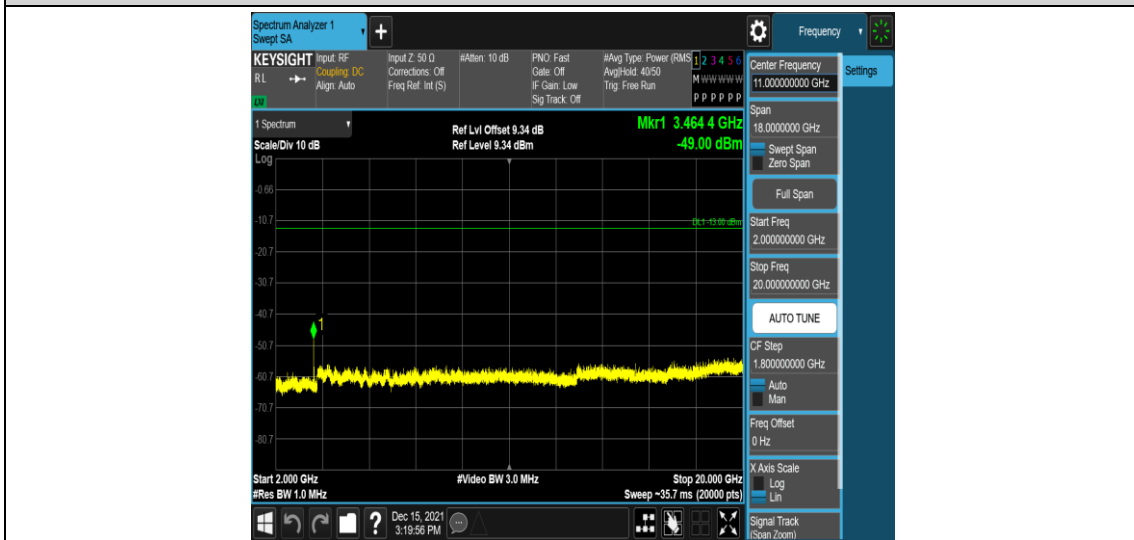 Spectrum Analyzer 1
Swept SA
+
Frequency
KEYSIGHT
RL
LXI
Input: RF
Coupling: DC
Align: Auto
Input Z: 50 Ω
Corrections: Off
Freq Ref: Int (S)
#Atten: 10 dB
PNO: Fast
Gate: Off
IF Gain: Low
Sig Track: Off
#Avg Type: Power (RMS
Avg|Hold: 40/50
Trig: Free Run
1 2 3 4 5 6
M W W W W W
P P P P P P
Center Frequency
11.000000000 GHz
Settings
Span
18.0000000 GHz
Swept Span
Zero Span
Full Span
Start Freq
2.000000000 GHz
Stop Freq
20.000000000 GHz
AUTO TUNE
CF Step
1.800000000 GHz
Auto
Man
Freq Offset
0 Hz
X Axis Scale
Log
Lin
Signal Track
(Span Zoom)
1 Spectrum
Scale/Div 10 dB
Ref Lvl Offset 9.34 dB
Ref Level 9.34 dBm
Mkr1 3.464 4 GHz
-49.00 dBm
Log
-0.66
-10.7
DL1 -13.00 dBm
-20.7
-30.7
-40.7
1
-50.7
-60.7
-70.7
-80.7
Start 2.000 GHz
#Res BW 1.0 MHz
#Video BW 3.0 MHz
Stop 20.000 GHz
Sweep ~35.7 ms (20000 pts)
?
Dec 15, 2021
3:19:56 PM